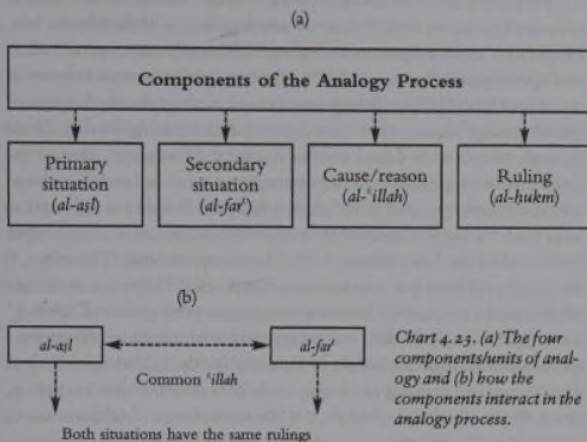 (a)
Components of the Analogy Process
Primary
situation
(al-aṣl)
Secondary
situation
(al-farʿ)
Cause/reason
(al-ʿillah)
Ruling
(al-ḥukm)
(b)
al-aṣl
al-farʿ
Common ʿillah
Both situations have the same rulings
Chart 4.23. (a) The four
components/units of anal-
ogy and (b) how the
components interact in the
analogy process.